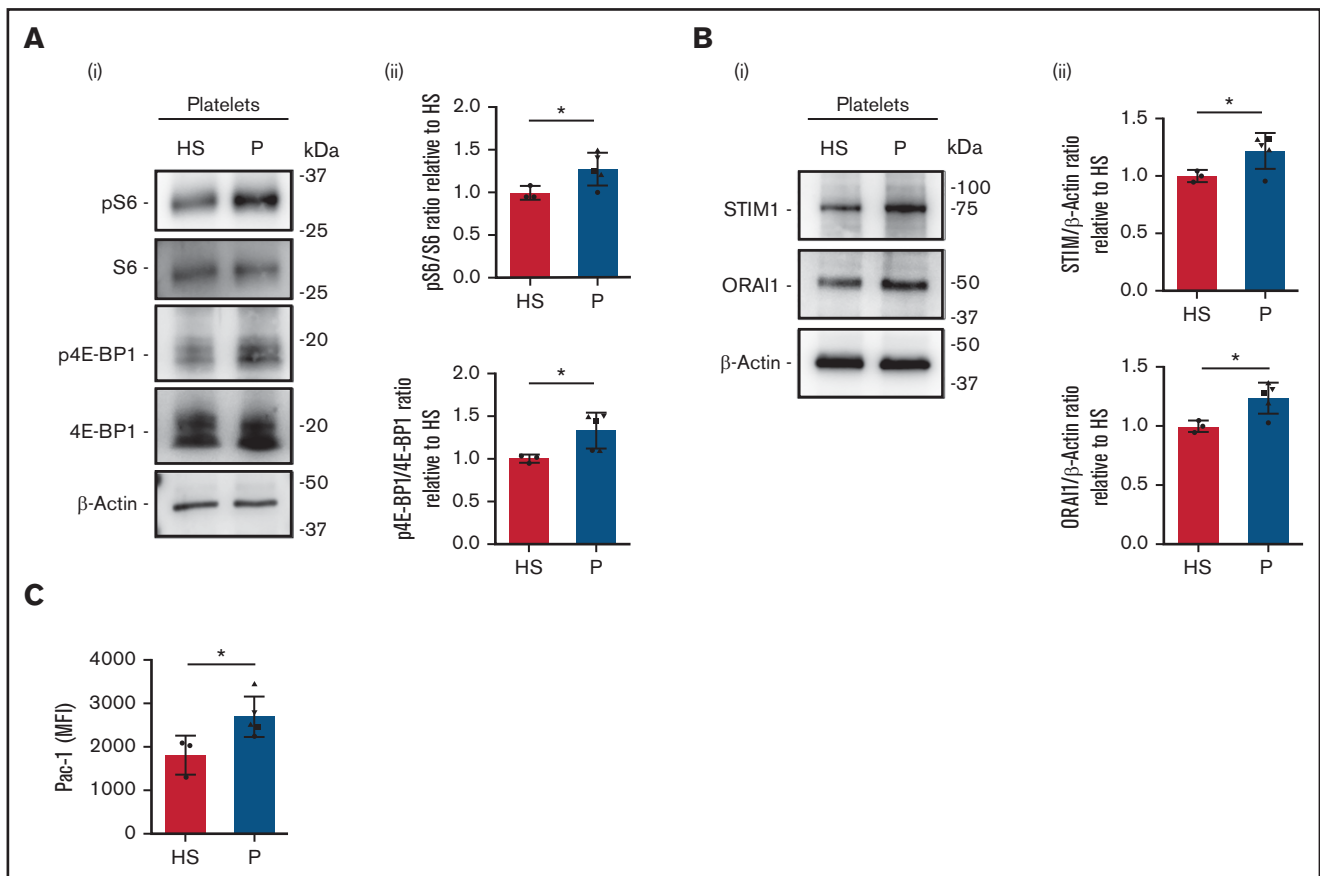 A
(i)
Platelets
HS P kDa
pS6 -
-37
-25
S6 -
-25
p4E-BP1 -
-20
4E-BP1 -
-20
β-Actin -
-50
-37
(ii)
pS6/S6 ratio relative to HS
2.0
1.5
1.0
0.5
0.0
*
HS P
p4E-BP1/4E-BP1 ratio
relative to HS
2.0
1.5
1.0
0.5
0.0
*
HS P
B
(i)
Platelets
HS P kDa
STIM1 -
-100
-75
ORAI1 -
-50
-37
β-Actin -
-50
-37
(ii)
STIM/β-Actin ratio
relative to HS
1.5
1.0
0.5
0.0
*
HS P
ORAI1/β-Actin ratio
relative to HS
1.5
1.0
0.5
0.0
*
HS P
C
Pac-1 (MFI)
4000
3000
2000
1000
0
*
HS P